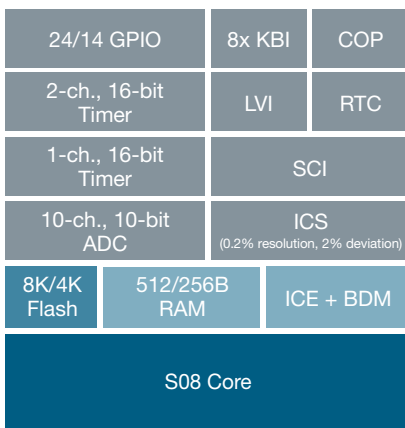 24/14 GPIO
8x KBI
COP
2-ch., 16-bit
Timer
LVI
RTC
1-ch., 16-bit
Timer
SCI
10-ch., 10-bit
ADC
ICS
(0.2% resolution, 2% deviation)
8K/4K
Flash
512/256B
RAM
ICE + BDM
S08 Core